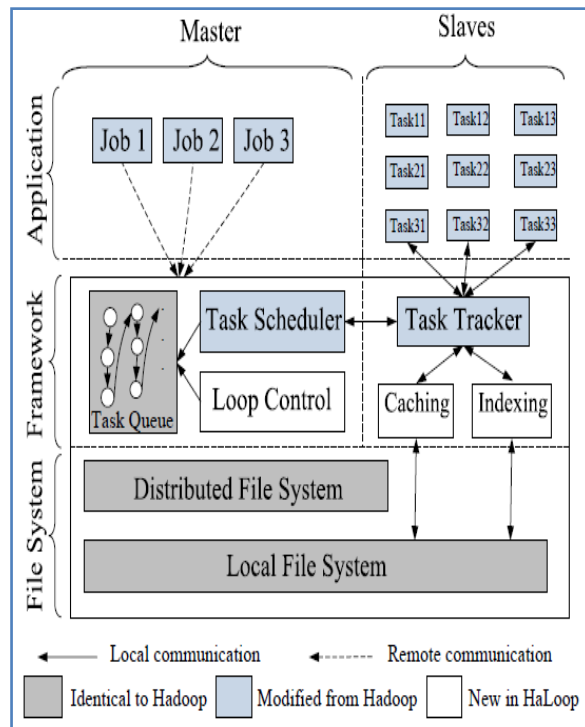 Master
Slaves
Application
Job 1
Job 2
Job 3
Task11
Task12
Task13
Task21
Task22
Task23
Task31
Task32
Task33
Framework
Task Queue
Task Scheduler
Task Tracker
Loop Control
Caching
Indexing
File System
Distributed File System
Local File System
Local communication
Remote communication
Identical to Hadoop
Modified from Hadoop
New in HaLoop